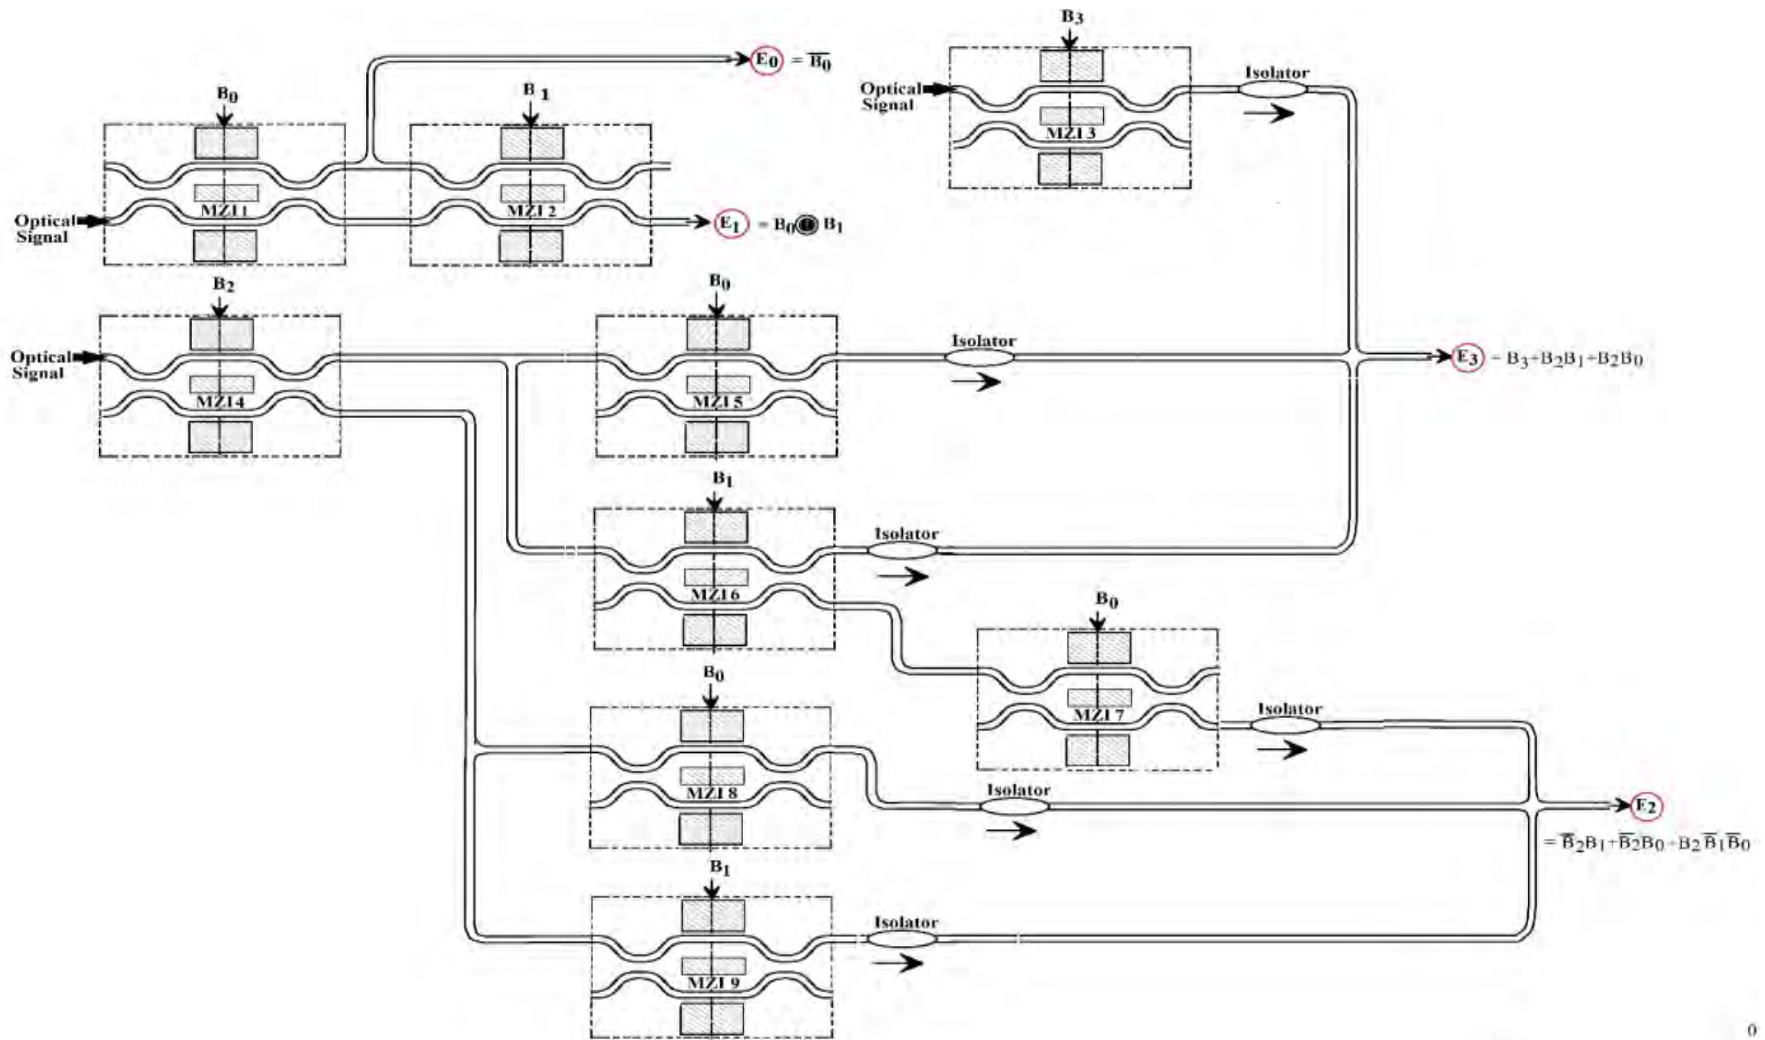 B3
E0 = B̅0
Isolator
Optical
Signal
B0
B 1
MZI 3
MZI 1
MZI 2
Optical
Signal
E1 = B0 ⊙ B1
B2
B0
Isolator
Optical
Signal
E3 = B3+B2B1+B2B0
MZI 4
MZI 5
B1
Isolator
MZI 6
B0
B0
Isolator
MZI 7
Isolator
MZI 8
E2
= B̅2B1+B̅2B0+B2B̅1B̅0
B1
Isolator
MZI 9
0